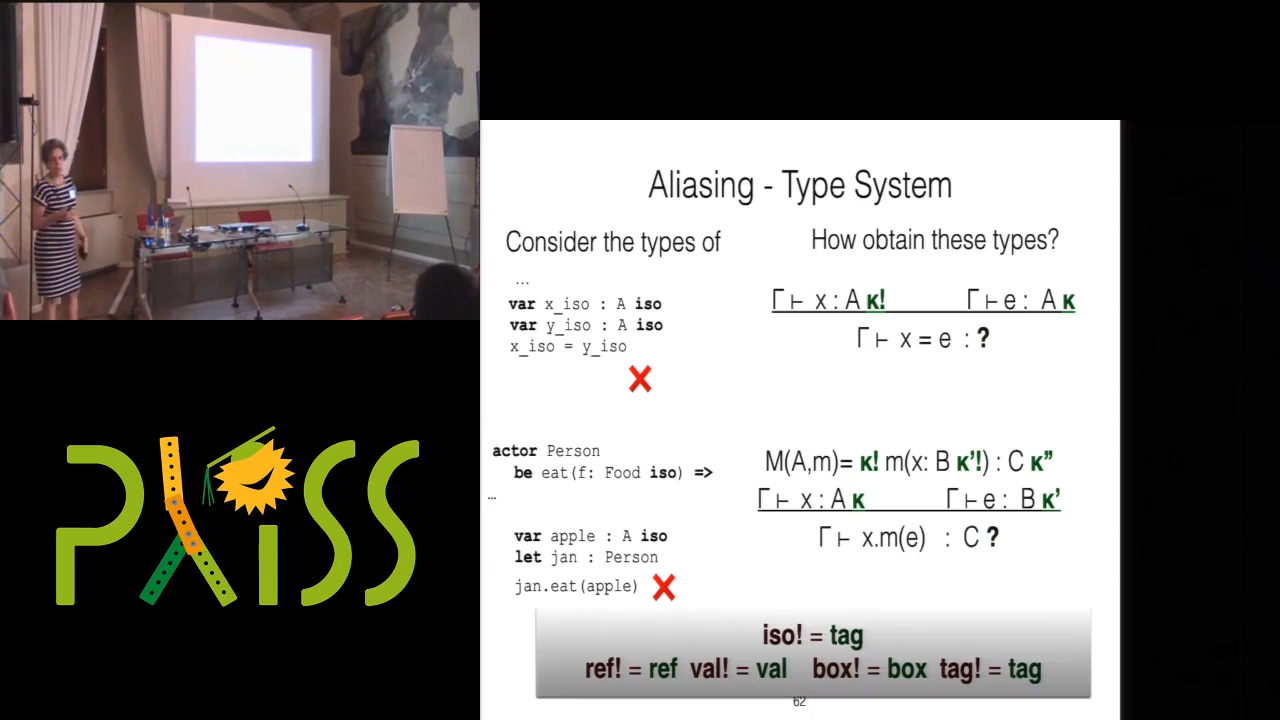 PLISS
Aliasing - Type System
Consider the types of
...
var x_iso : A iso
var y_iso : A iso
x_iso = y_iso
actor Person
be eat(f: Food iso) =>
...
var apple : A iso
let jan : Person
jan.eat(apple)
How obtain these types?
Γ ⊢ x : A κ! Γ ⊢ e : A κ
Γ ⊢ x = e : ?
M(A,m)= κ! m(x: B κ’!) : C κ”
Γ ⊢ x : A κ Γ ⊢ e : B κ’
Γ ⊢ x.m(e) : C ?
iso! = tag
ref! = ref val! = val box! = box tag! = tag
62